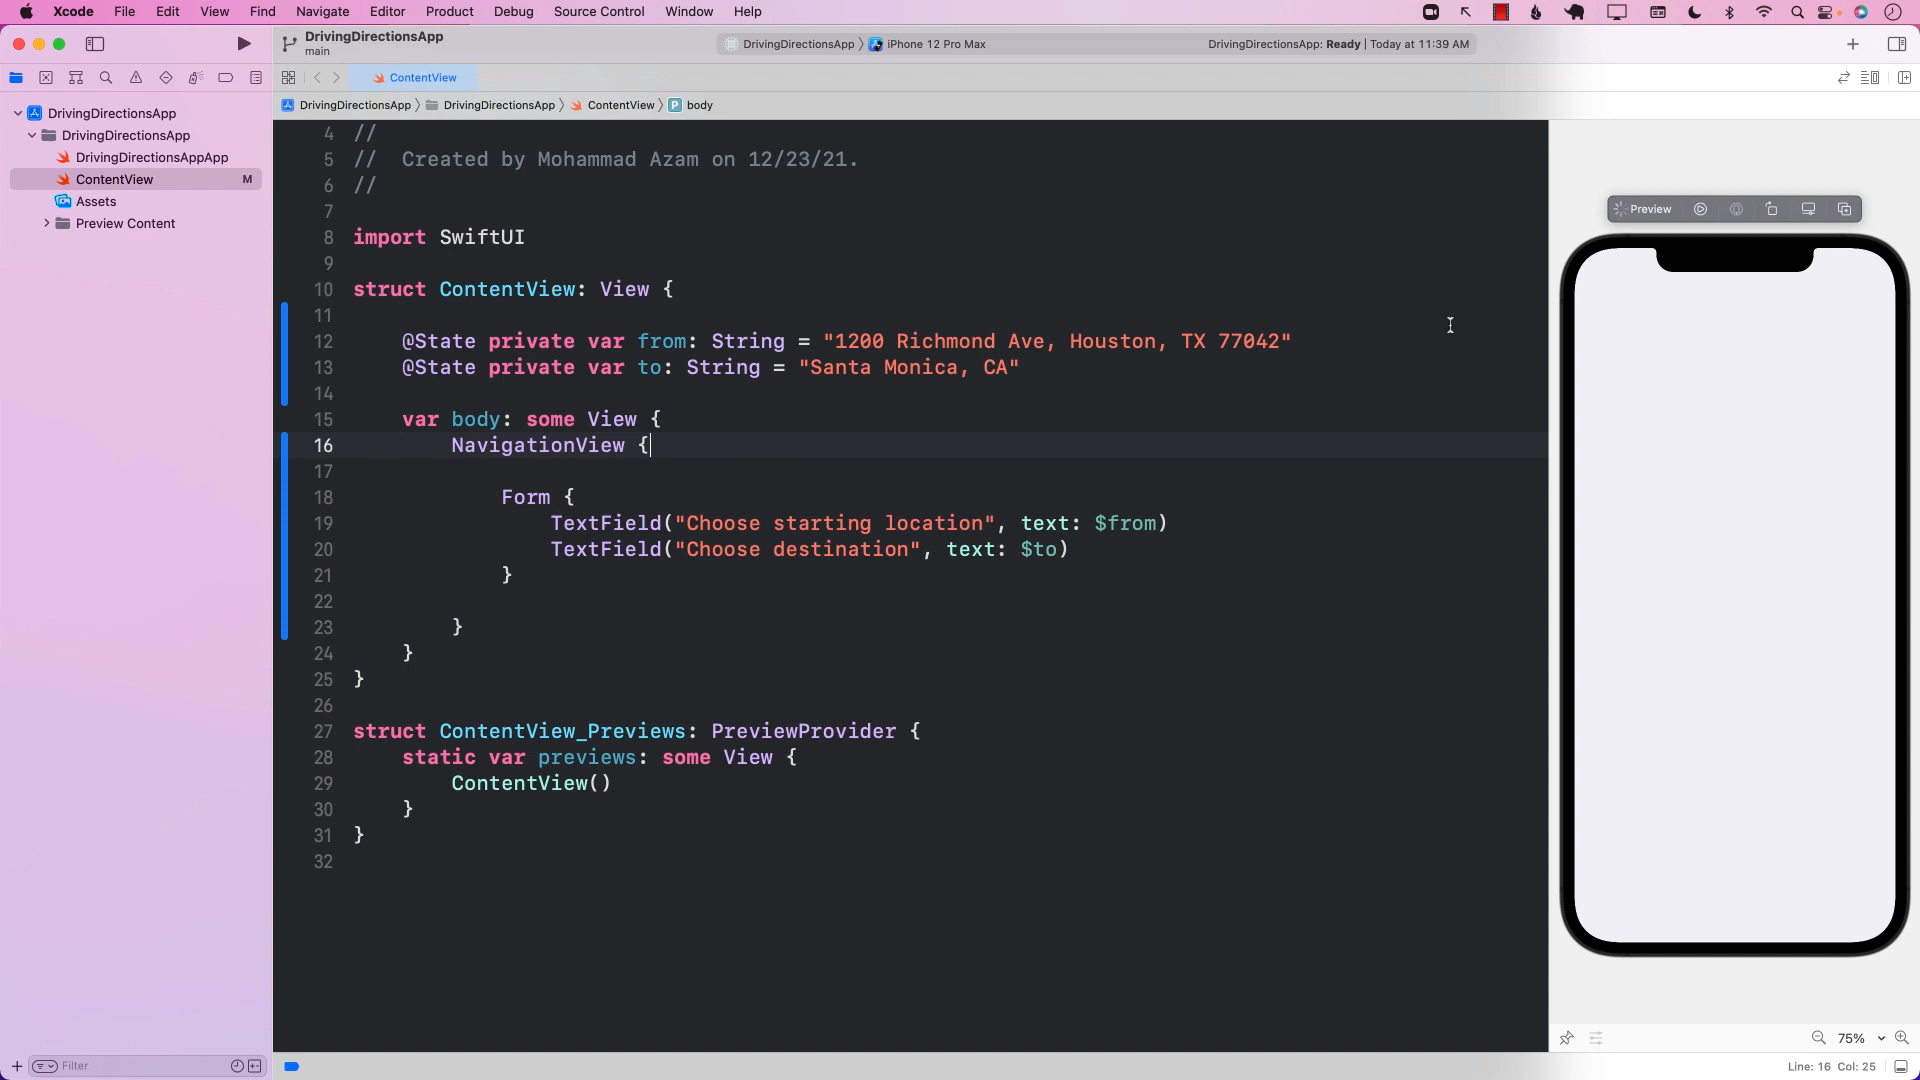 Xcode File Edit View Find Navigate Editor Product Debug Source Control Window Help
DrivingDirectionsApp
main
DrivingDirectionsApp iPhone 12 Pro Max
DrivingDirectionsApp: Ready | Today at 11:39 AM
ContentView
DrivingDirectionsApp DrivingDirectionsApp ContentView P body
DrivingDirectionsApp
DrivingDirectionsApp
DrivingDirectionsAppApp
ContentView M
Assets
Preview Content
4 //
5 //  Created by Mohammad Azam on 12/23/21.
6 //
7
8 import SwiftUI
9
10 struct ContentView: View {
11
12     @State private var from: String = "1200 Richmond Ave, Houston, TX 77042"
13     @State private var to: String = "Santa Monica, CA"
14
15     var body: some View {
16         NavigationView {
17
18             Form {
19                 TextField("Choose starting location", text: $from)
20                 TextField("Choose destination", text: $to)
21             }
22
23         }
24     }
25 }
26
27 struct ContentView_Previews: PreviewProvider {
28     static var previews: some View {
29         ContentView()
30     }
31 }
32
Preview
75%
Filter
Line: 16 Col: 25